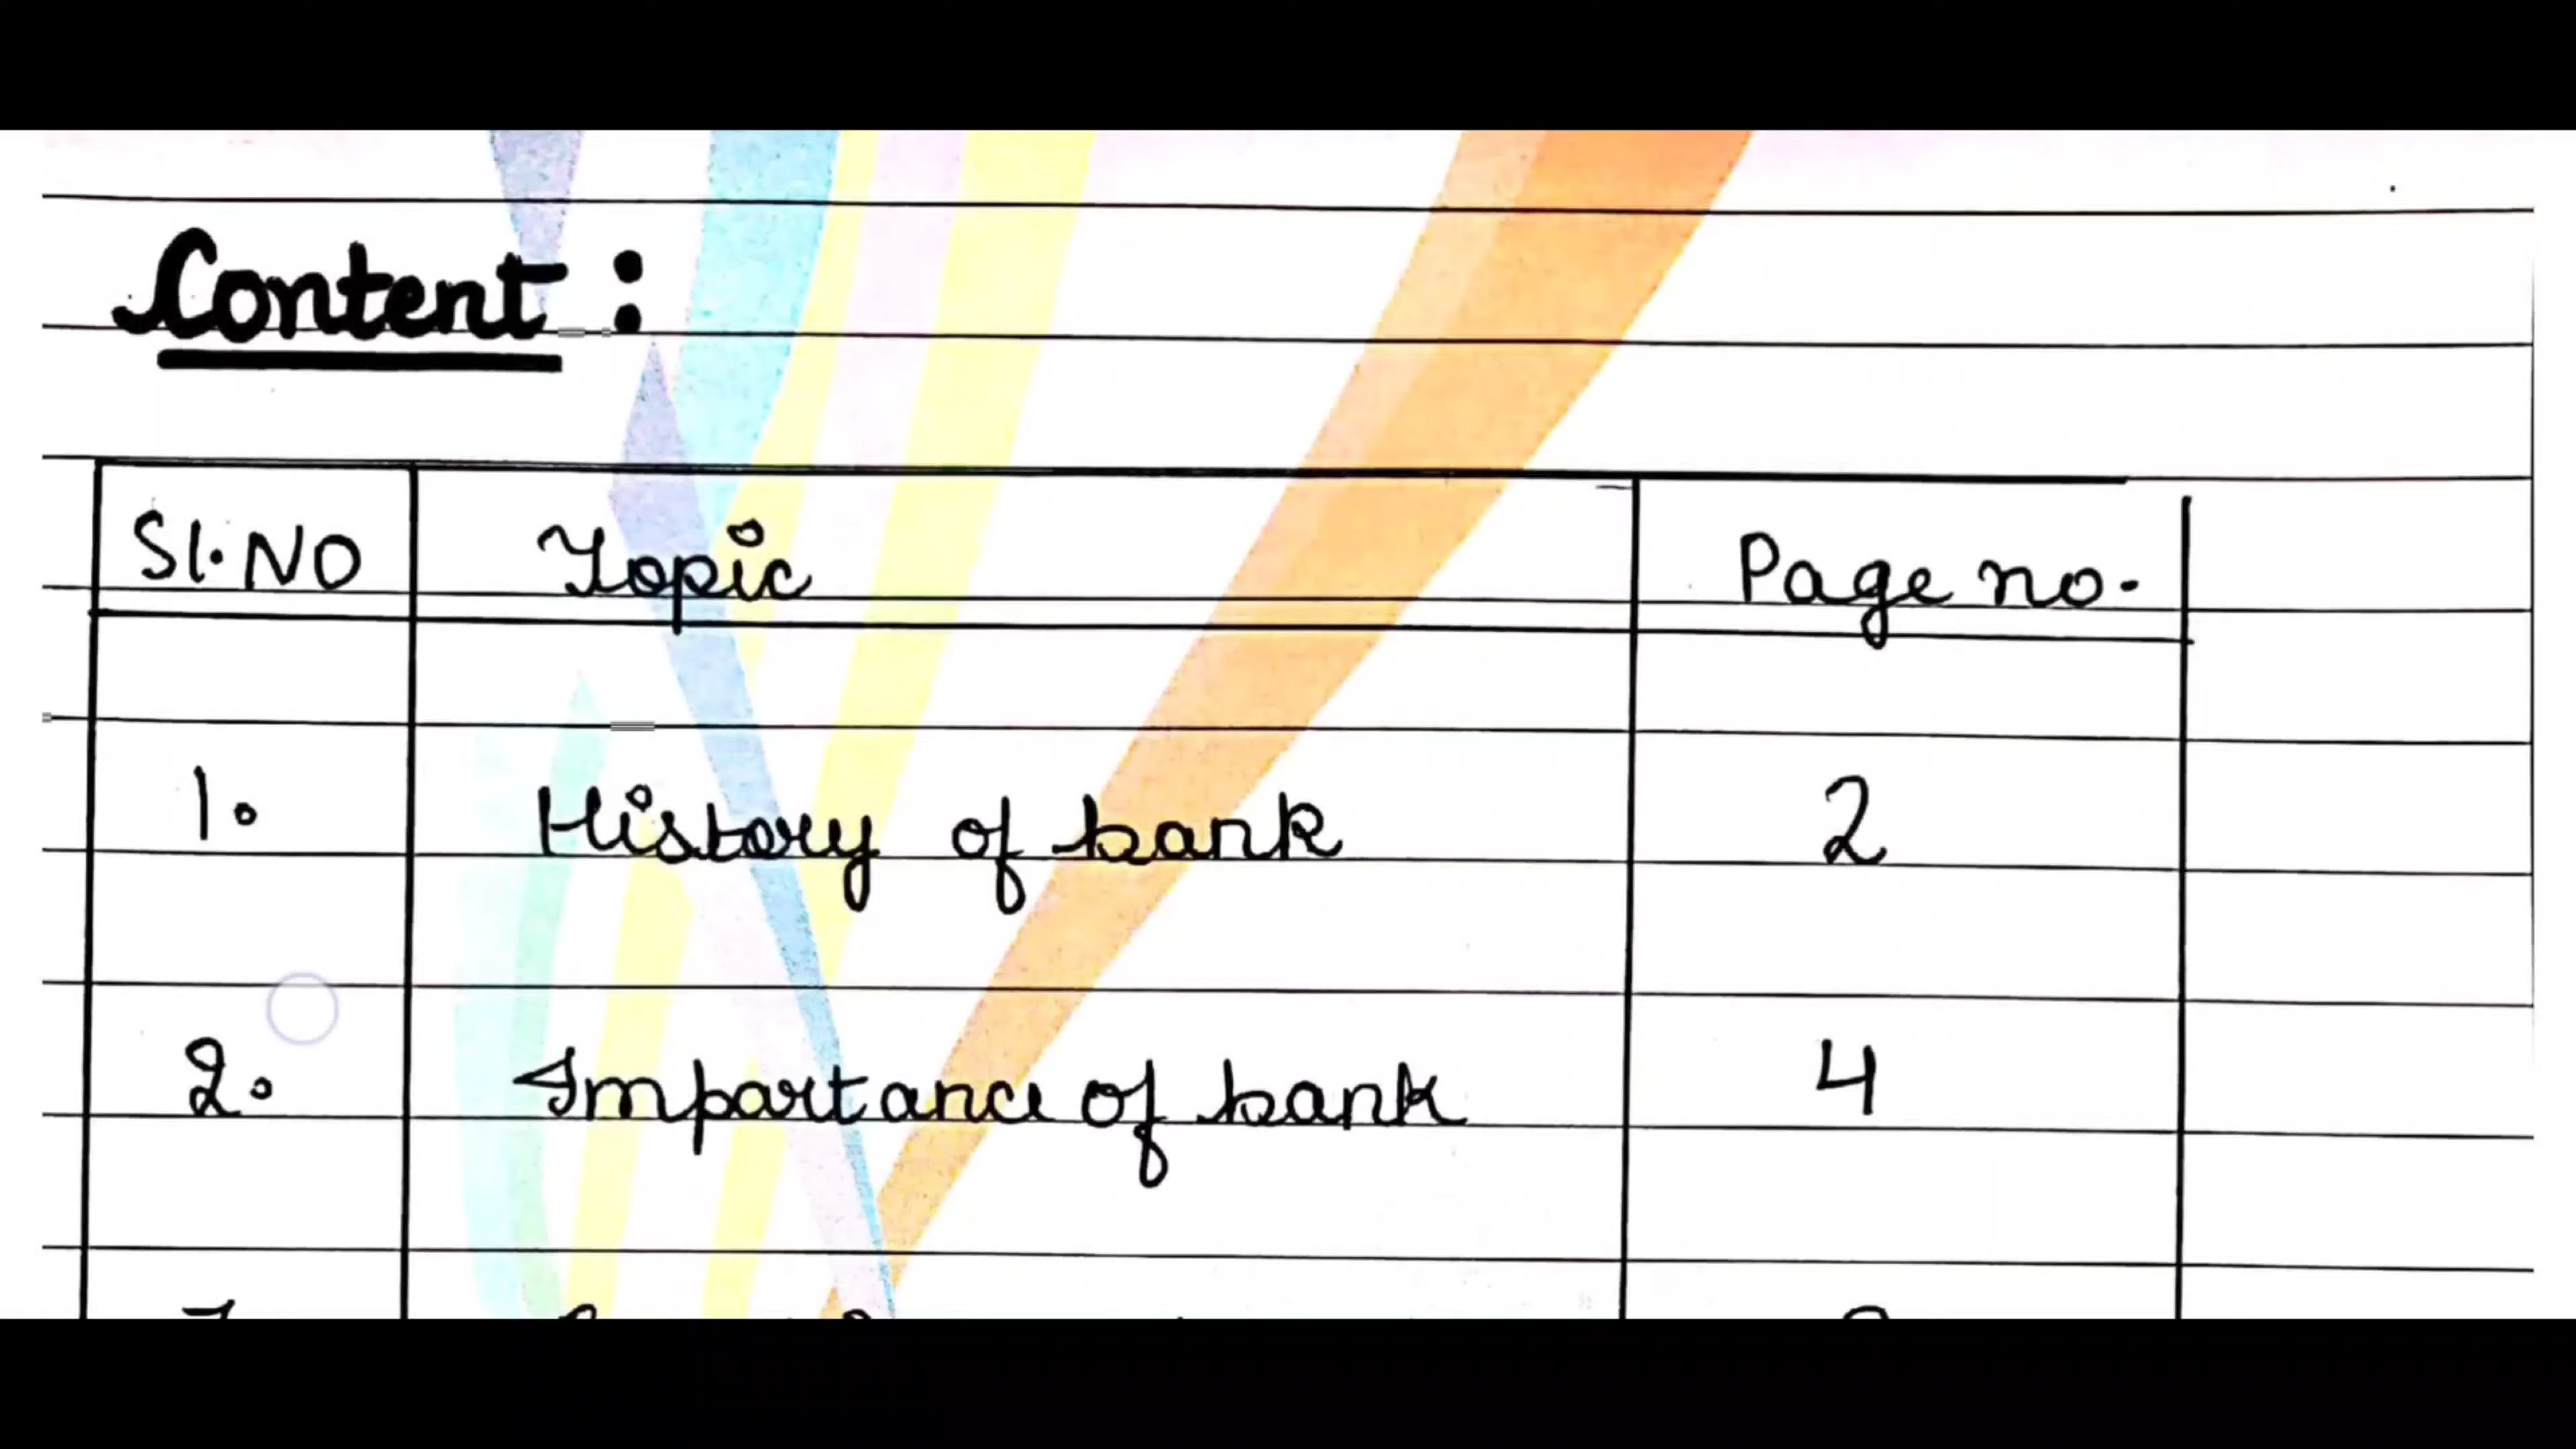 Content :
Sl.NO Topic Page no.
1. History of bank 2
2. Importance of bank 4